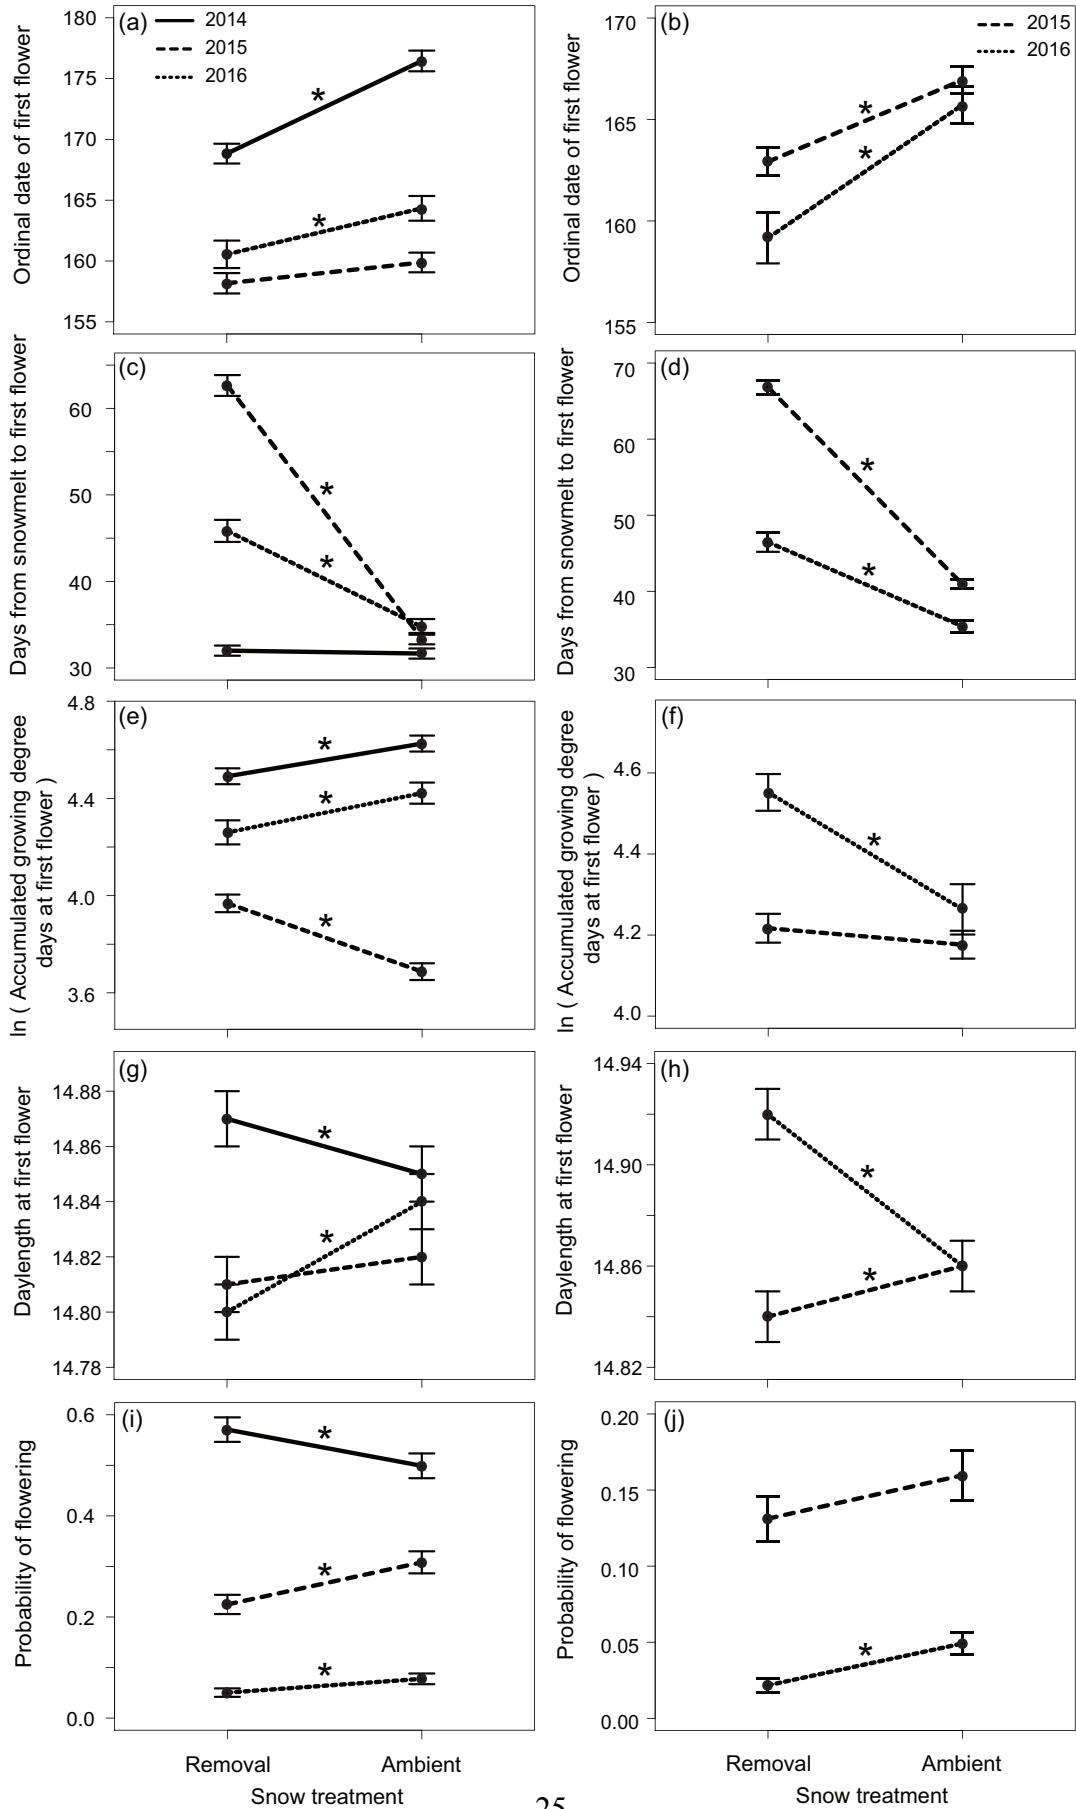 (a)
2014
2015
2016
180
175
170
165
160
155
Ordinal date of first flower
*
*
(b)
2015
2016
170
165
160
155
Ordinal date of first flower
*
*
(c)
60
50
40
30
Days from snowmelt to first flower
*
*
(d)
70
60
50
40
30
Days from snowmelt to first flower
*
*
(e)
4.8
4.4
4.0
3.6
ln ( Accumulated growing degree
days at first flower )
*
*
*
(f)
4.6
4.4
4.2
4.0
ln ( Accumulated growing degree
days at first flower )
*
(g)
14.88
14.86
14.84
14.82
14.80
14.78
Daylength at first flower
*
*
(h)
14.94
14.90
14.86
14.82
Daylength at first flower
*
*
(i)
0.6
0.4
0.2
0.0
Probability of flowering
*
*
*
Removal
Ambient
Snow treatment
(j)
0.20
0.15
0.10
0.05
0.00
Probability of flowering
*
Removal
Ambient
Snow treatment
25